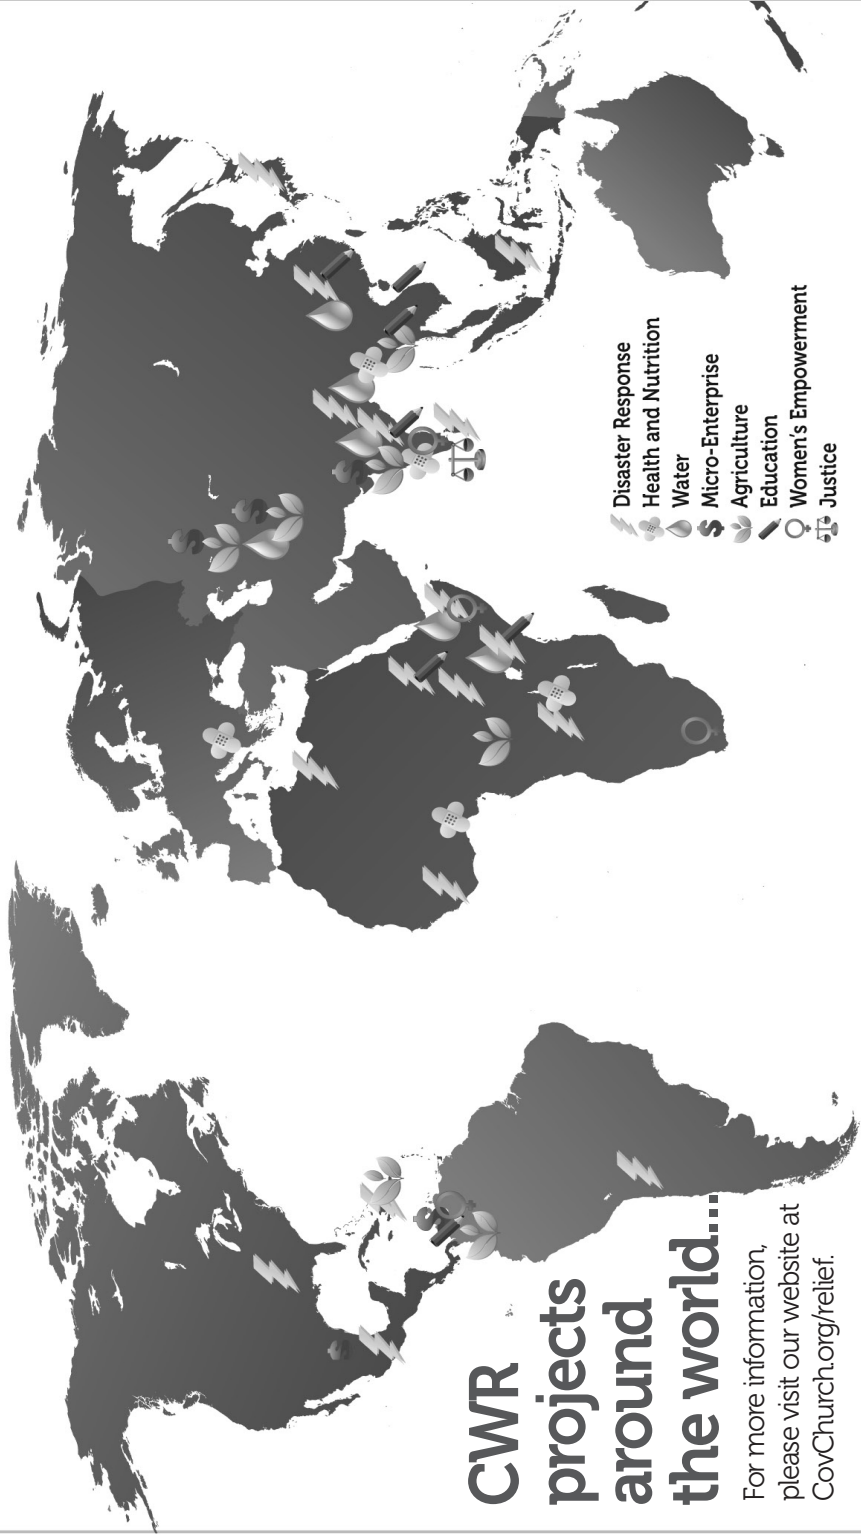 CWR
projects
around
the world...
For more information,
please visit our website at
CovChurch.org/relief.
Disaster Response
Health and Nutrition
Water
Micro-Enterprise
Agriculture
Education
Women's Empowerment
Justice